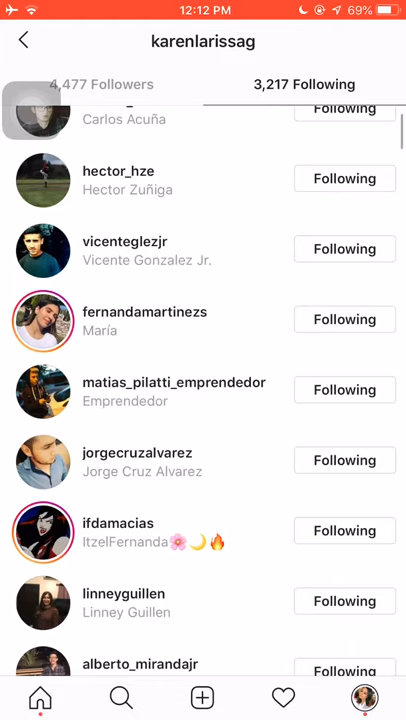 12:12 PM
69%
karenlarissag
4,477 Followers
3,217 Following
Carlos Acuña
Following
hector_hze
Hector Zuñiga
Following
vicenteglezjr
Vicente Gonzalez Jr.
Following
fernandamartinezs
María
Following
matias_pilatti_emprendedor
Emprendedor
Following
jorgecruzalvarez
Jorge Cruz Alvarez
Following
ifdamacias
ItzelFernanda🌸🌙🔥
Following
linneyguillen
Linney Guillen
Following
alberto_mirandajr
Following